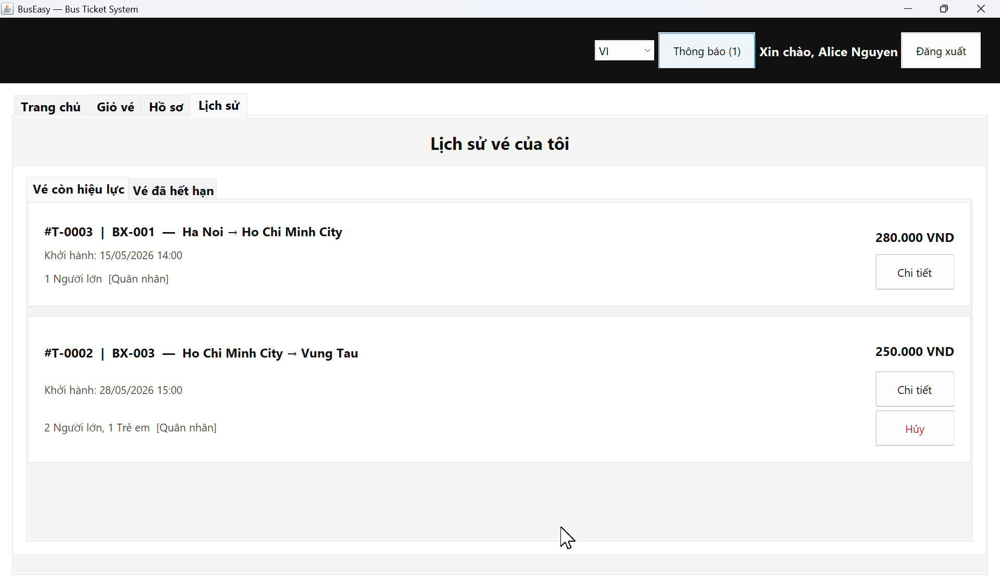 BusEasy — Bus Ticket System
VI
Thông báo (1)
Xin chào, Alice Nguyen
Đăng xuất
Trang chủ
Giỏ vé
Hồ sơ
Lịch sử
Lịch sử vé của tôi
Vé còn hiệu lực
Vé đã hết hạn
#T-0003 | BX-001 — Ha Noi → Ho Chi Minh City
280.000 VND
Khởi hành: 15/05/2026 14:00
Chi tiết
1 Người lớn [Quân nhân]
#T-0002 | BX-003 — Ho Chi Minh City → Vung Tau
250.000 VND
Khởi hành: 28/05/2026 15:00
Chi tiết
2 Người lớn, 1 Trẻ em [Quân nhân]
Hủy